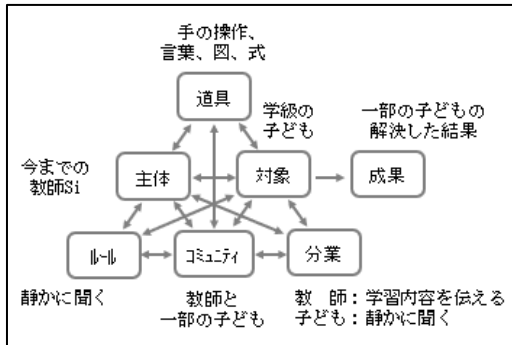 手の操作、
言葉、図、式
道具
学級の
子ども
一部の子どもの
解決した結果
今までの
教師Si
主体
対象
成果
ﾙｰﾙ
ｺﾐｭﾆﾃｨ
分業
静かに聞く
教師と
一部の子ども
教　師：学習内容を伝える
子ども：静かに聞く